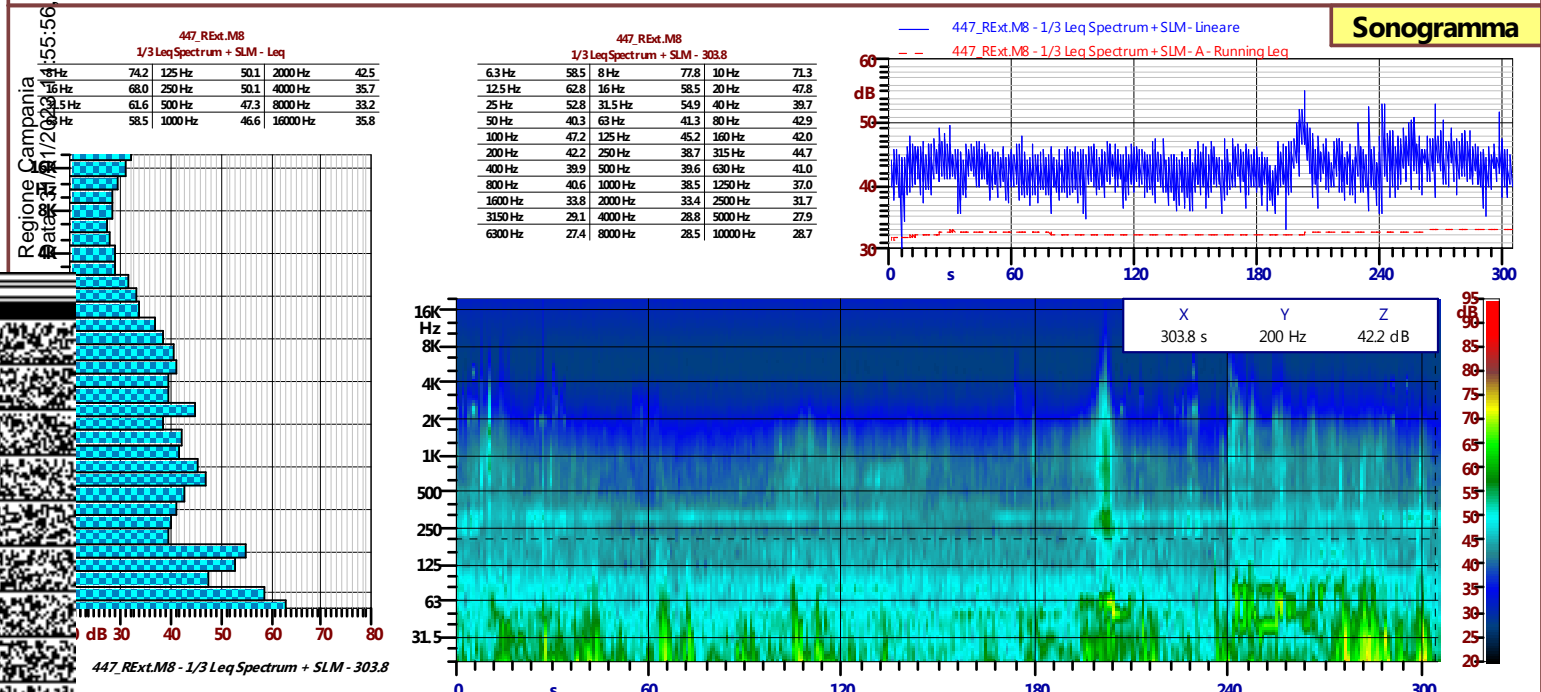 Sonogramma
Regione Campania
447_RExt.M8
1/3 Leq Spectrum + SLM - Leq
74.2 125 Hz 50.1 2000 Hz 42.5
16 Hz 68.0 250 Hz 50.1 4000 Hz 35.7
61.6 500 Hz 47.3 8000 Hz 33.2
58.5 1000 Hz 46.6 16000 Hz 35.8
447_RExt.M8
1/3 Leq Spectrum + SLM - 303.8
6.3 Hz 58.5 8 Hz 77.8 10 Hz 71.3
12.5 Hz 62.8 16 Hz 58.5 20 Hz 47.8
25 Hz 52.8 31.5 Hz 54.9 40 Hz 39.7
50 Hz 40.3 63 Hz 41.3 80 Hz 42.9
100 Hz 47.2 125 Hz 45.2 160 Hz 42.0
200 Hz 42.2 250 Hz 38.7 315 Hz 44.7
400 Hz 39.9 500 Hz 39.6 630 Hz 41.0
800 Hz 40.6 1000 Hz 38.5 1250 Hz 37.0
1600 Hz 33.8 2000 Hz 33.4 2500 Hz 31.7
3150 Hz 29.1 4000 Hz 28.8 5000 Hz 27.9
6300 Hz 27.4 8000 Hz 28.5 10000 Hz 28.7
447_RExt.M8 - 1/3 Leq Spectrum + SLM - Lineare
447_RExt.M8 - 1/3 Leq Spectrum + SLM - A - Running Leq
60
dB
50
40
30
0 s 60 120 180 240 300
16K
Hz
8K
4K
dB 30 40 50 60 70 80
447_RExt.M8 - 1/3 Leq Spectrum + SLM - 303.8
16K
Hz
8K
4K
2K
1K
500
250
125
63
31.5
0 s 60 120 180 240 300
X Y Z
303.8 s 200 Hz 42.2 dB
95
dB
90
85
80
75
70
65
60
55
50
45
40
35
30
25
20